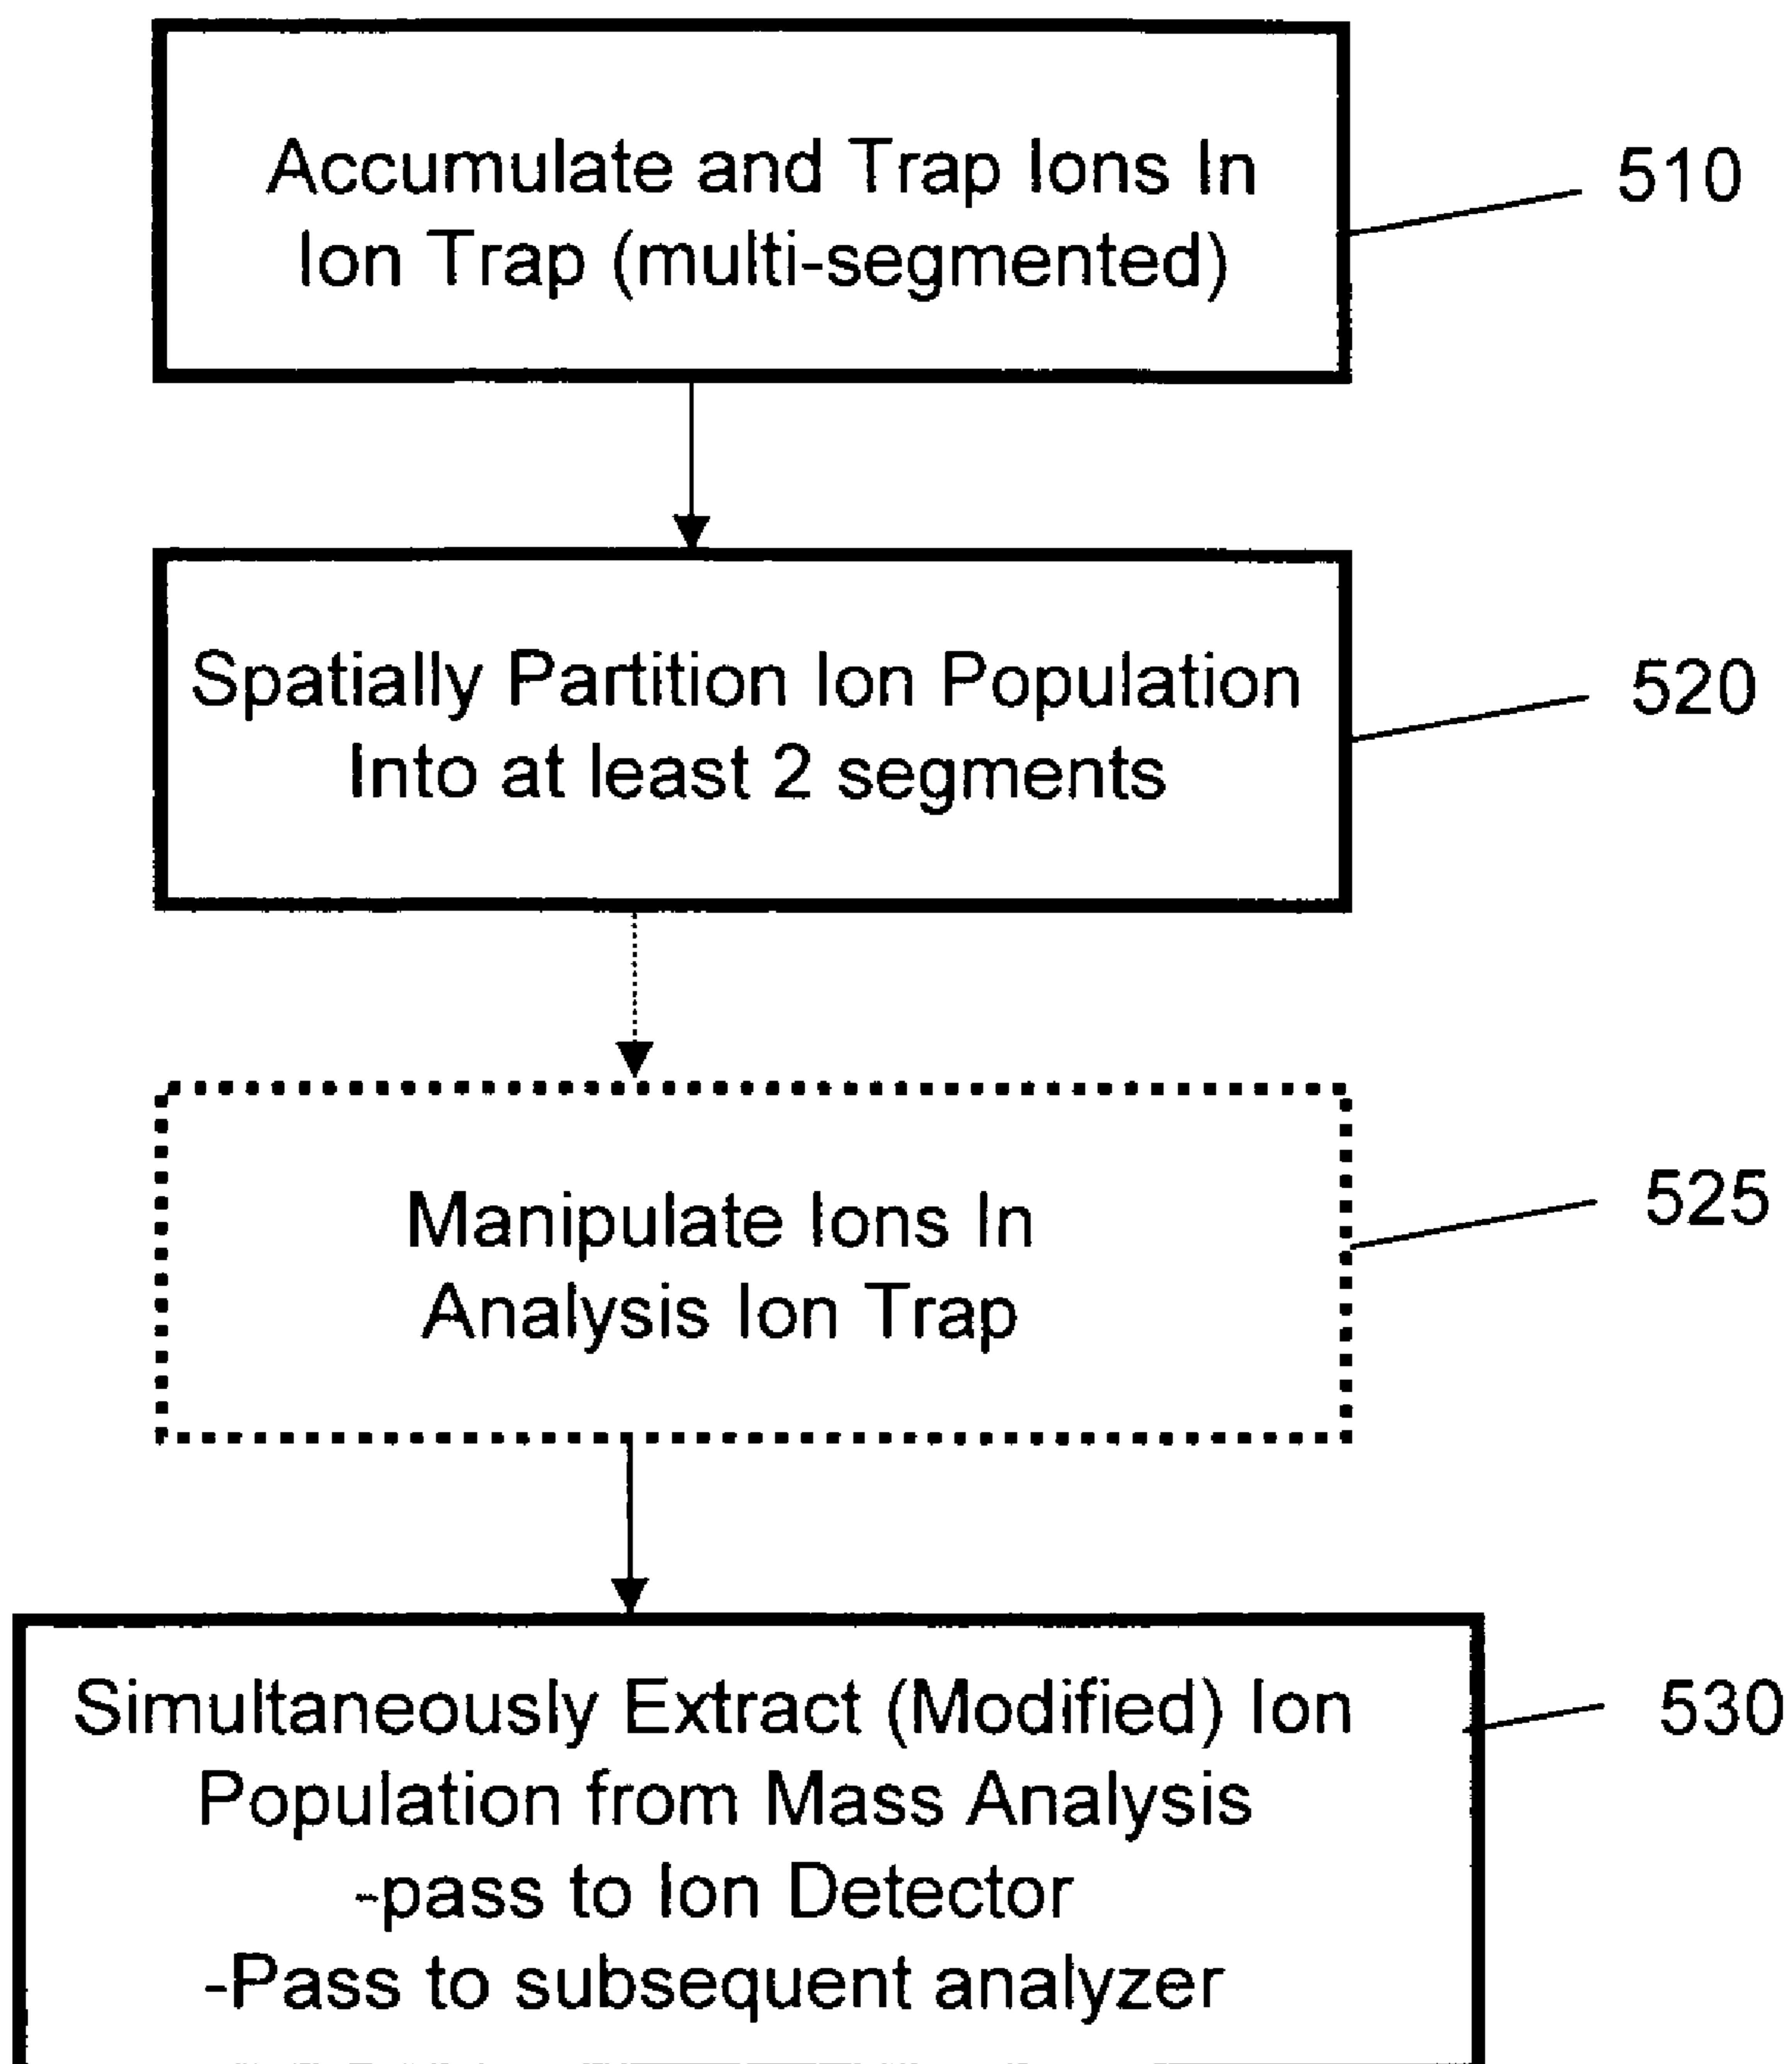 Accumulate and Trap Ions In
Ion Trap (multi-segmented)
510
Spatially Partition Ion Population
Into at least 2 segments
520
Manipulate Ions In
Analysis Ion Trap
525
Simultaneously Extract (Modified) Ion
Population from Mass Analysis
-pass to Ion Detector
-Pass to subsequent analyzer
530